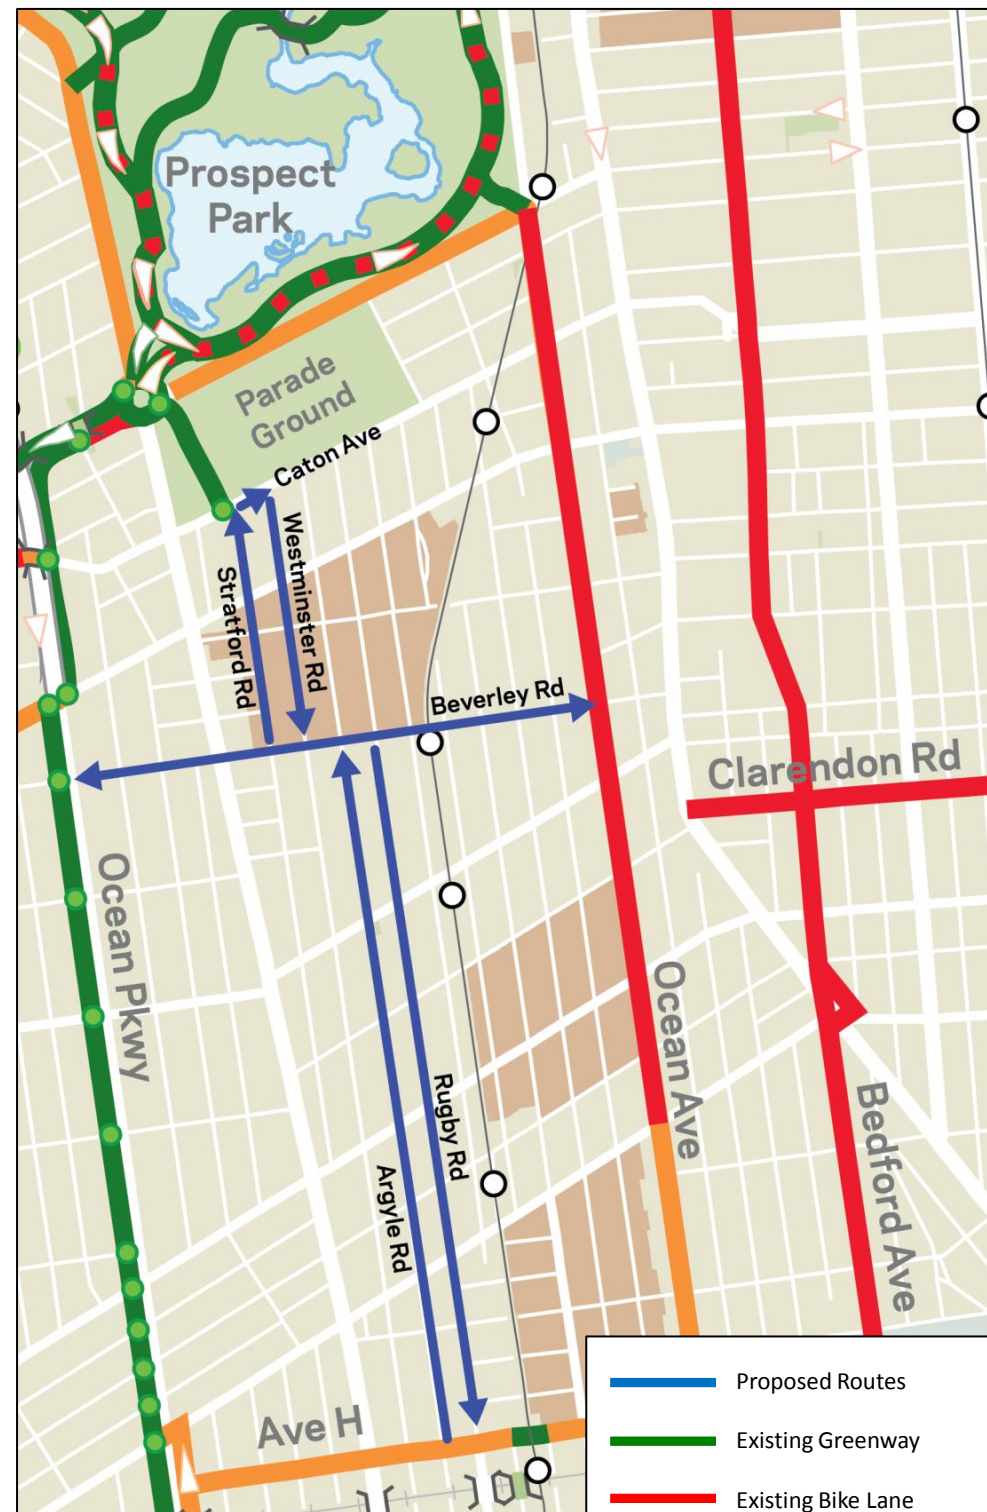 Prospect
Park
Parade
Ground
Caton Ave
Westminster Rd
Stratford Rd
Beverley Rd
Clarendon Rd
Ocean Pkwy
Ocean Ave
Rugby Rd
Argyle Rd
Bedford Ave
Ave H
Proposed Routes
Existing Greenway
Existing Bike Lane